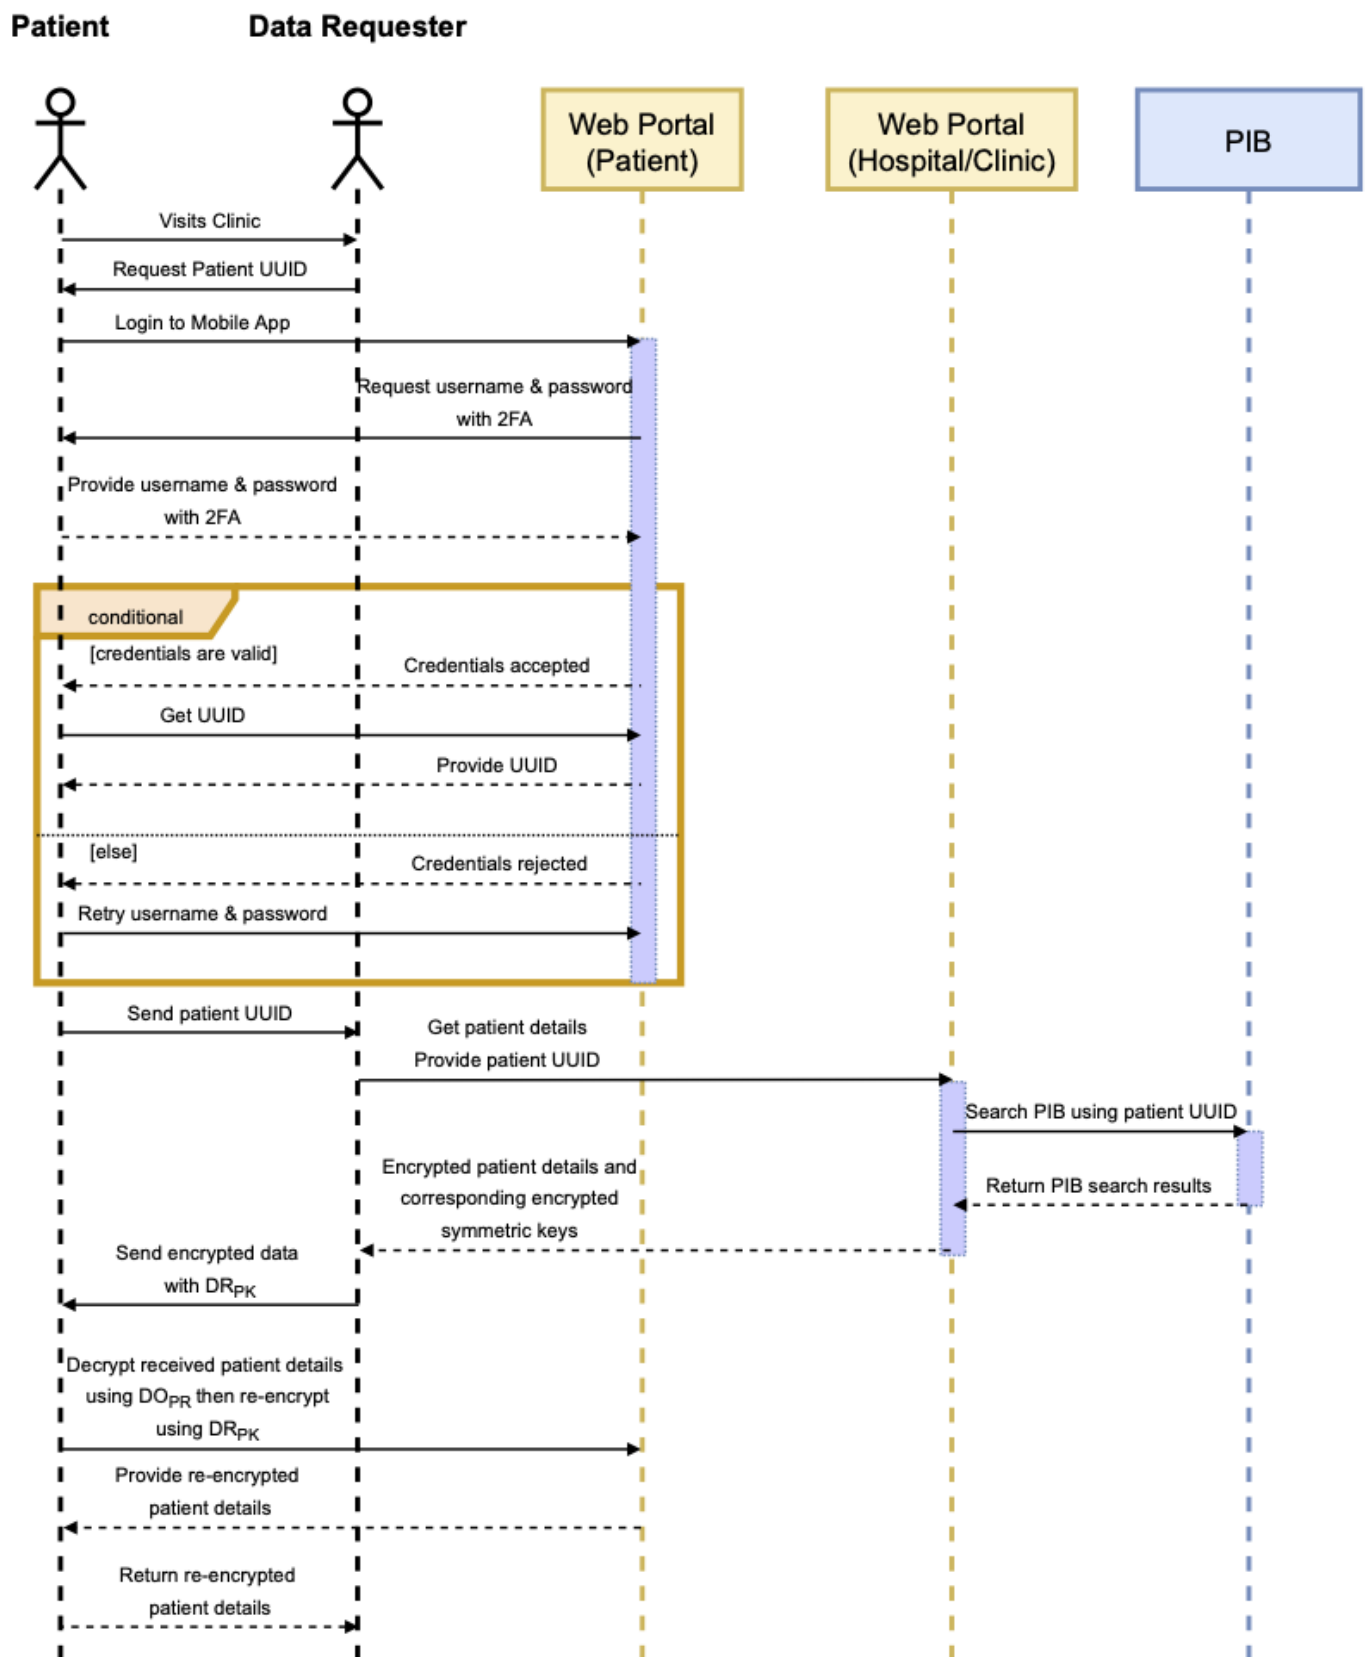 Patient
Data Requester
Web Portal
(Patient)
Web Portal
(Hospital/Clinic)
PIB
Visits Clinic
Request Patient UUID
Login to Mobile App
Request username & password
with 2FA
Provide username & password
with 2FA
conditional
[credentials are valid]
Credentials accepted
Get UUID
Provide UUID
[else]
Credentials rejected
Retry username & password
Send patient UUID
Get patient details
Provide patient UUID
Search PIB using patient UUID
Return PIB search results
Encrypted patient details and
corresponding encrypted
symmetric keys
Send encrypted data
with DRPK
Decrypt received patient details
using DOPR then re-encrypt
using DRPK
Provide re-encrypted
patient details
Return re-encrypted
patient details